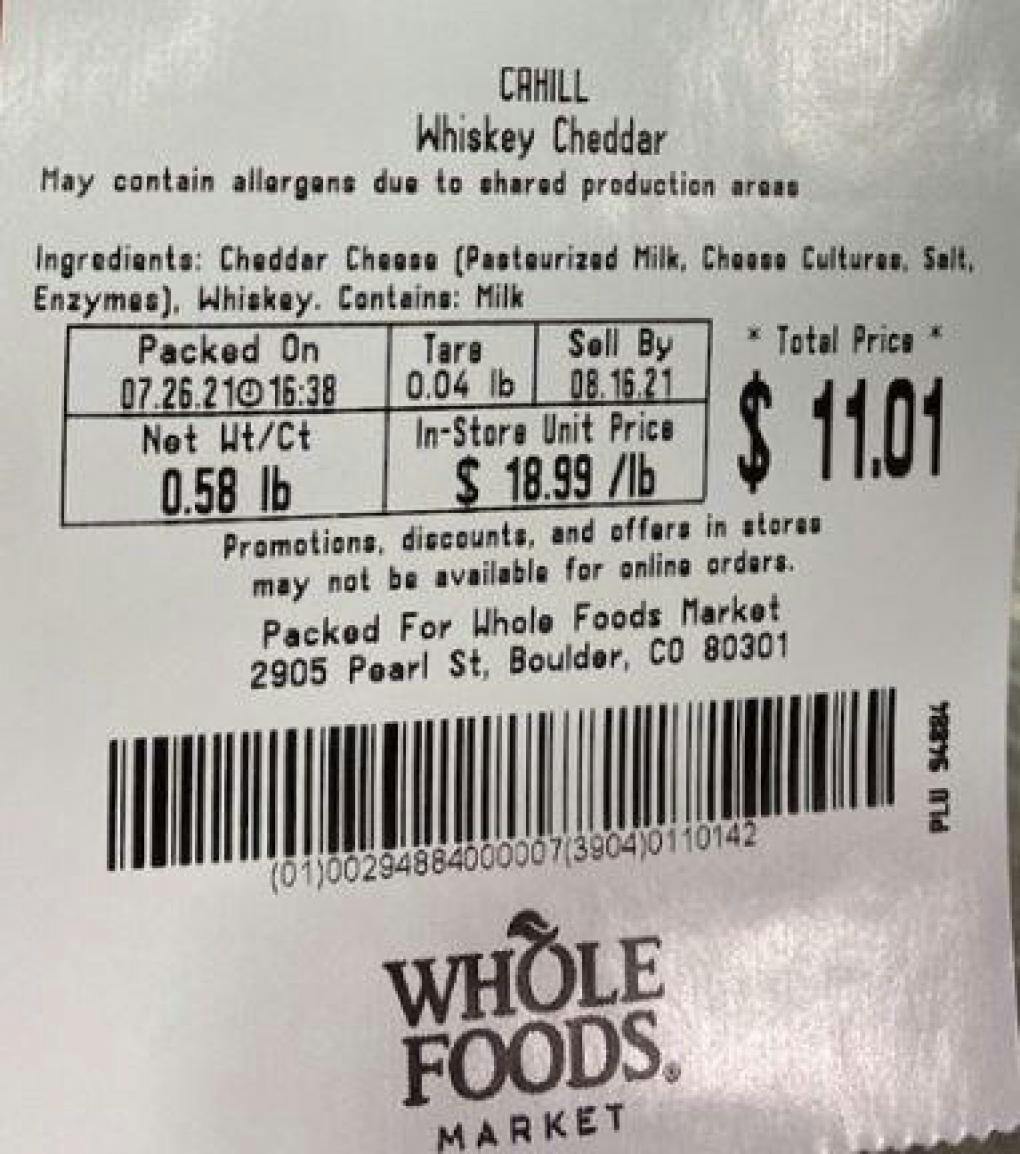 CAHILL
Whiskey Cheddar
May contain allergens due to shared production areas
Ingredients: Cheddar Cheese (Pasteurized Milk, Cheese Cultures, Salt,
Enzymes), Whiskey. Contains: Milk
Packed On
07.26.21 16:38
Tare
0.04 lb
Sell By
08.16.21
* Total Price *
$ 11.01
Net Wt/Ct
0.58 lb
In-Store Unit Price
$ 18.99 /lb
Promotions, discounts, and offers in stores
may not be available for online orders.
Packed For Whole Foods Market
2905 Pearl St, Boulder, CO 80301
PLU 94884
(01)00294884000007(3904)0110142
WHOLE
FOODS®
MARKET